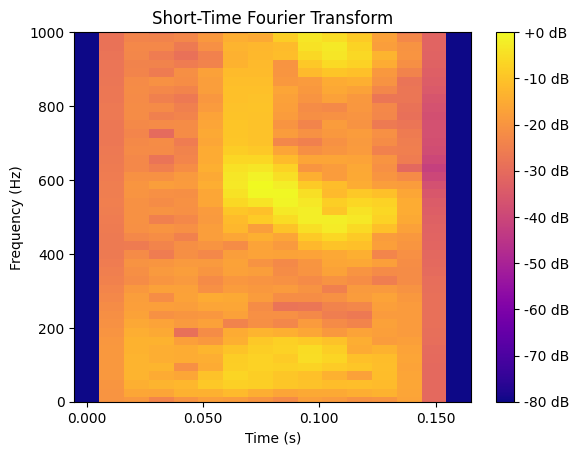 Short-Time Fourier Transform
Frequency (Hz)
1000
800
600
400
200
0
0.000
0.050
0.100
0.150
Time (s)
+0 dB
-10 dB
-20 dB
-30 dB
-40 dB
-50 dB
-60 dB
-70 dB
-80 dB